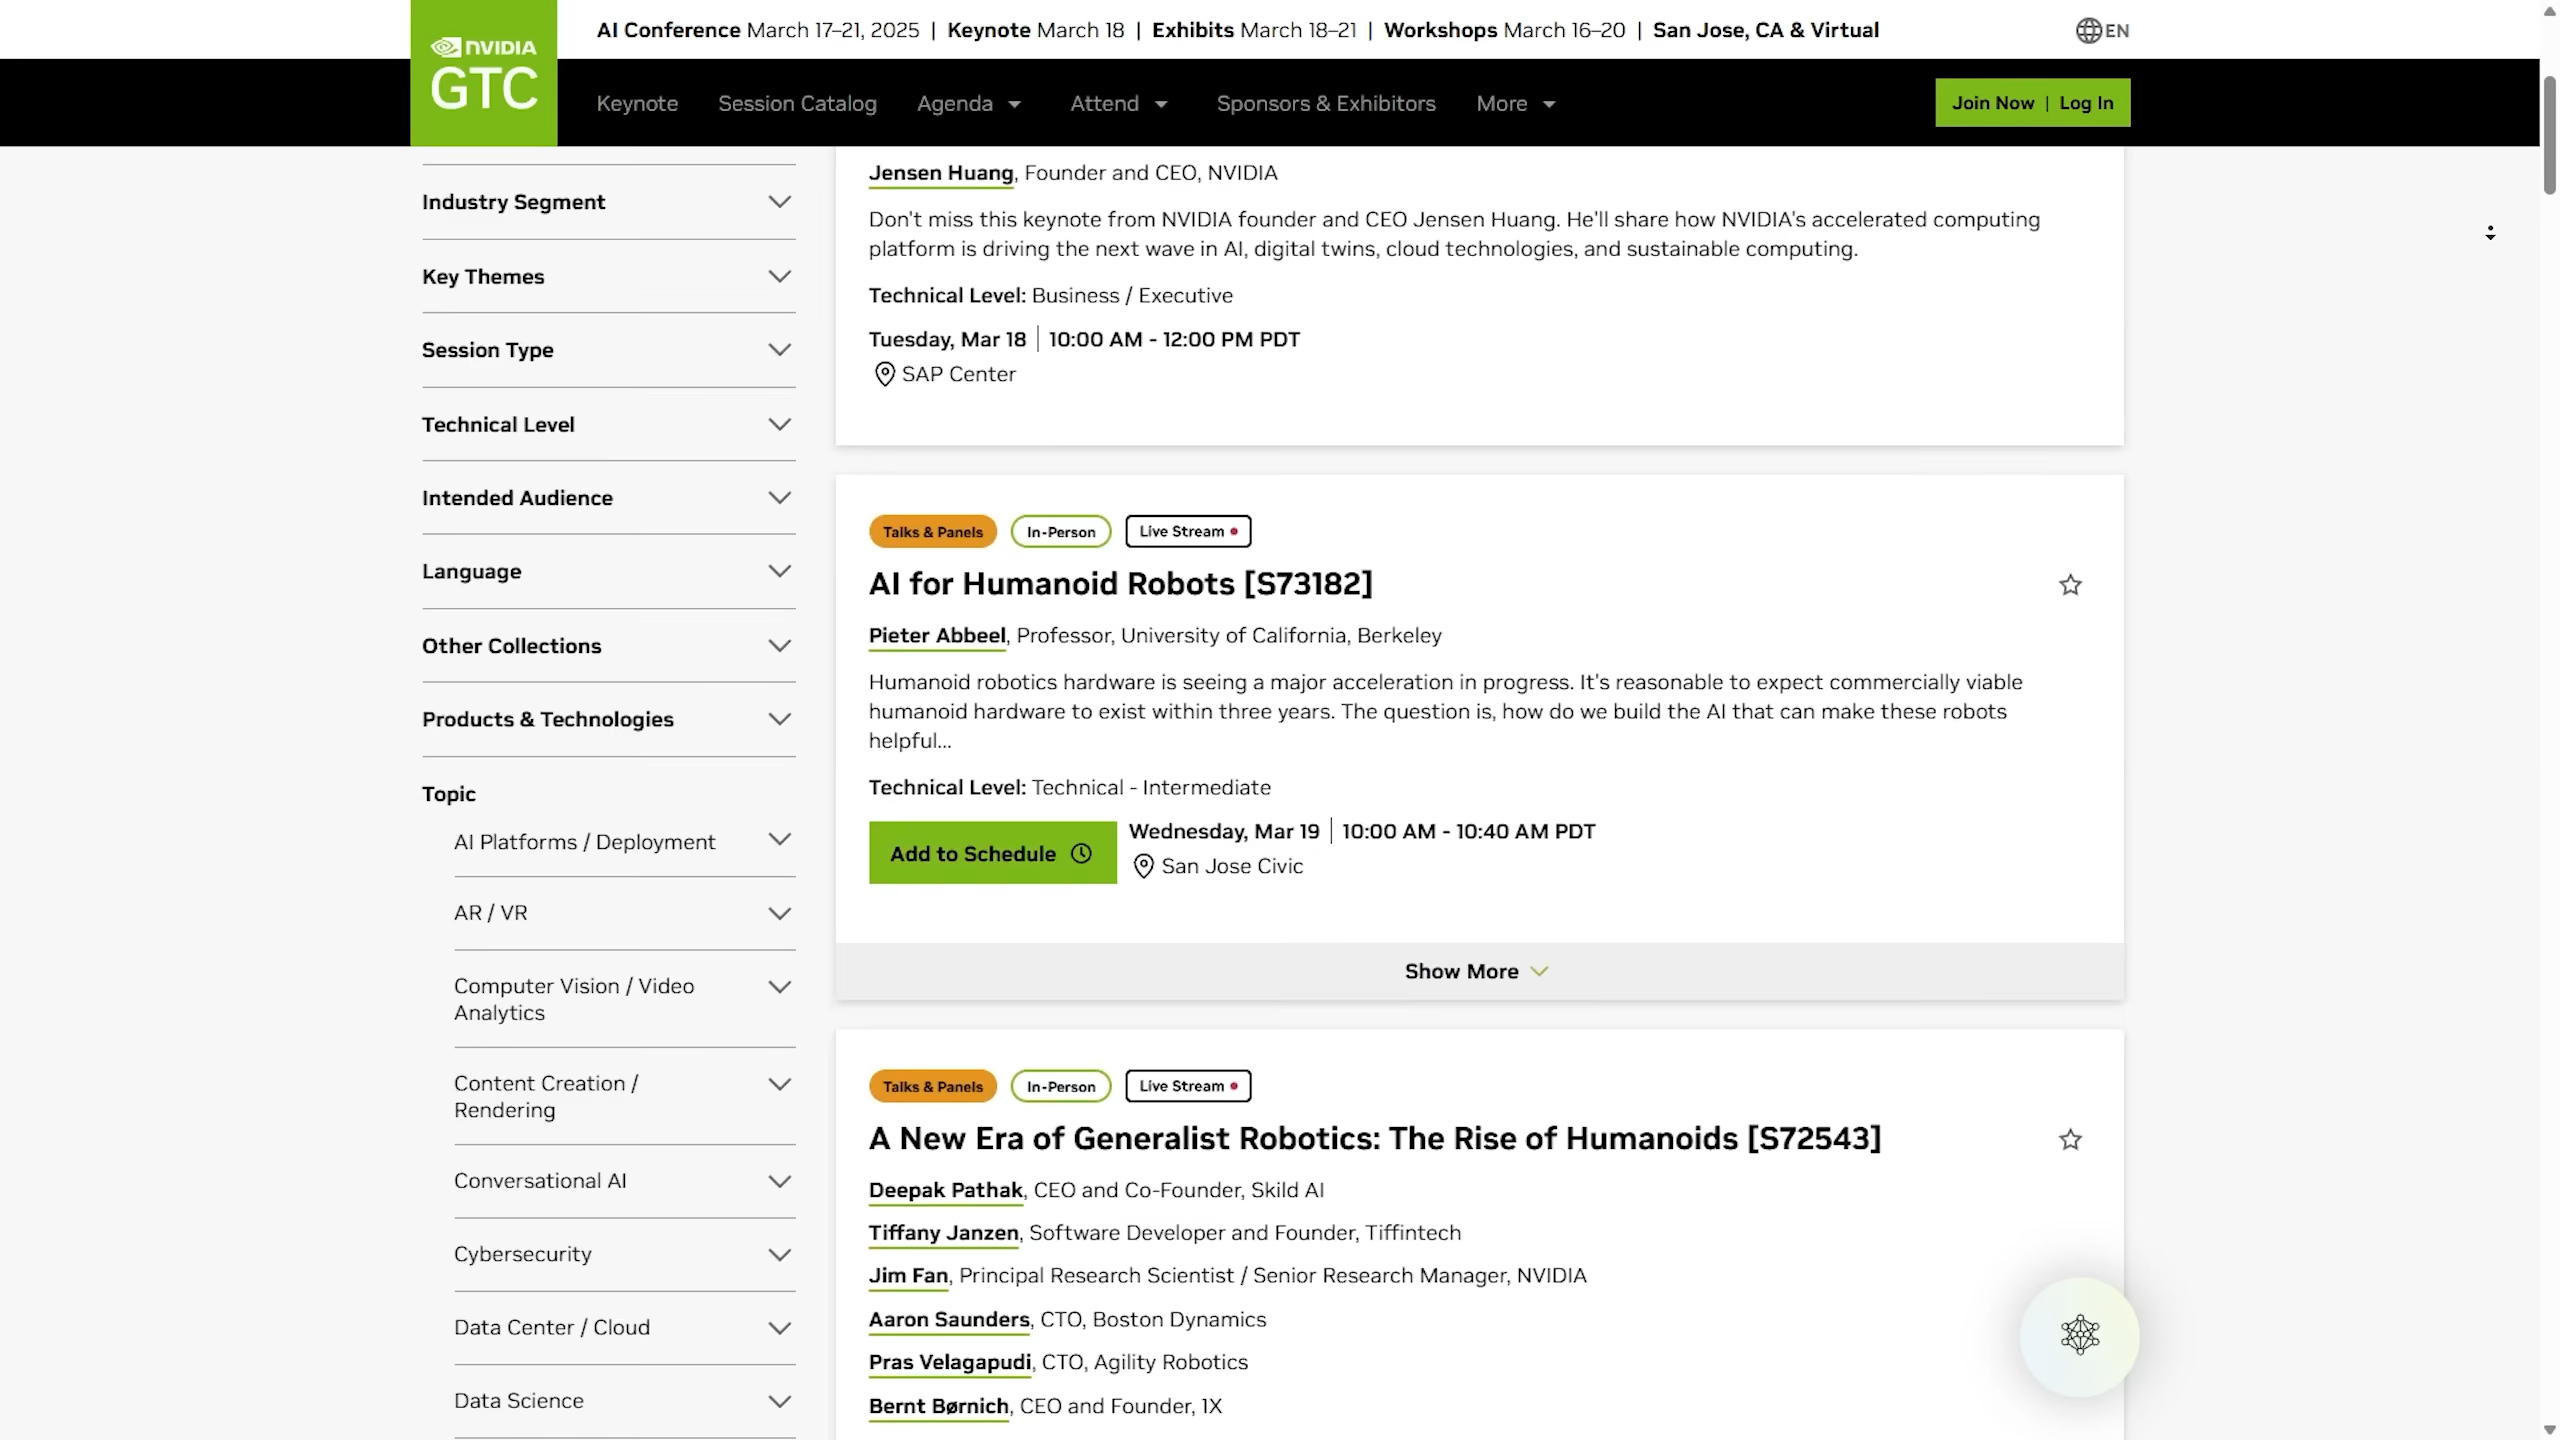 AI Conference March 17–21, 2025 | Keynote March 18 | Exhibits March 18–21 | Workshops March 16–20 | San Jose, CA & Virtual
EN
NVIDIA
GTC
Keynote
Session Catalog
Agenda
Attend
Sponsors & Exhibitors
More
Join Now | Log In
Industry Segment
Key Themes
Session Type
Technical Level
Intended Audience
Language
Other Collections
Products & Technologies
Topic
AI Platforms / Deployment
AR / VR
Computer Vision / Video
Analytics
Content Creation /
Rendering
Conversational AI
Cybersecurity
Data Center / Cloud
Data Science
Jensen Huang, Founder and CEO, NVIDIA
Don't miss this keynote from NVIDIA founder and CEO Jensen Huang. He'll share how NVIDIA's accelerated computing
platform is driving the next wave in AI, digital twins, cloud technologies, and sustainable computing.
Technical Level: Business / Executive
Tuesday, Mar 18 | 10:00 AM - 12:00 PM PDT
SAP Center
Talks & Panels
In-Person
Live Stream
AI for Humanoid Robots [S73182]
Pieter Abbeel, Professor, University of California, Berkeley
Humanoid robotics hardware is seeing a major acceleration in progress. It's reasonable to expect commercially viable
humanoid hardware to exist within three years. The question is, how do we build the AI that can make these robots
helpful...
Technical Level: Technical - Intermediate
Add to Schedule
Wednesday, Mar 19 | 10:00 AM - 10:40 AM PDT
San Jose Civic
Show More
Talks & Panels
In-Person
Live Stream
A New Era of Generalist Robotics: The Rise of Humanoids [S72543]
Deepak Pathak, CEO and Co-Founder, Skild AI
Tiffany Janzen, Software Developer and Founder, Tiffintech
Jim Fan, Principal Research Scientist / Senior Research Manager, NVIDIA
Aaron Saunders, CTO, Boston Dynamics
Pras Velagapudi, CTO, Agility Robotics
Bernt Børnich, CEO and Founder, 1X